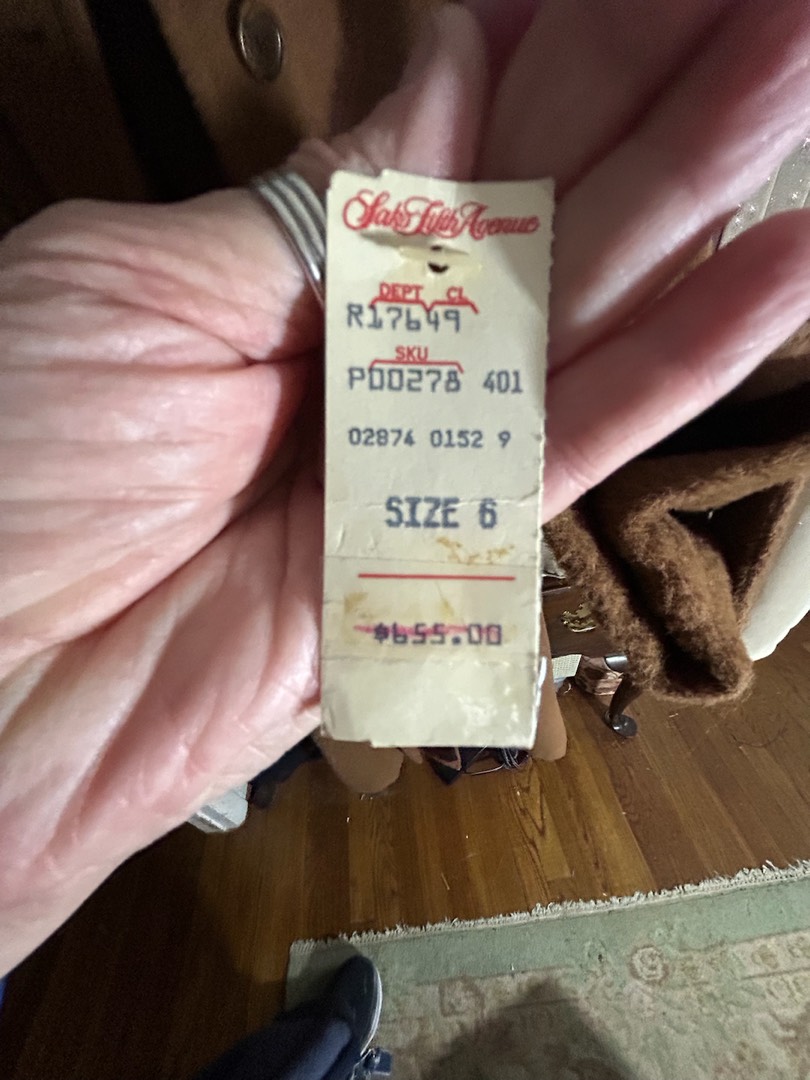 Saks Fifth Avenue
DEPT CL
R17649
SKU
P00278 401
02874 0152 9
SIZE 6
$655.00